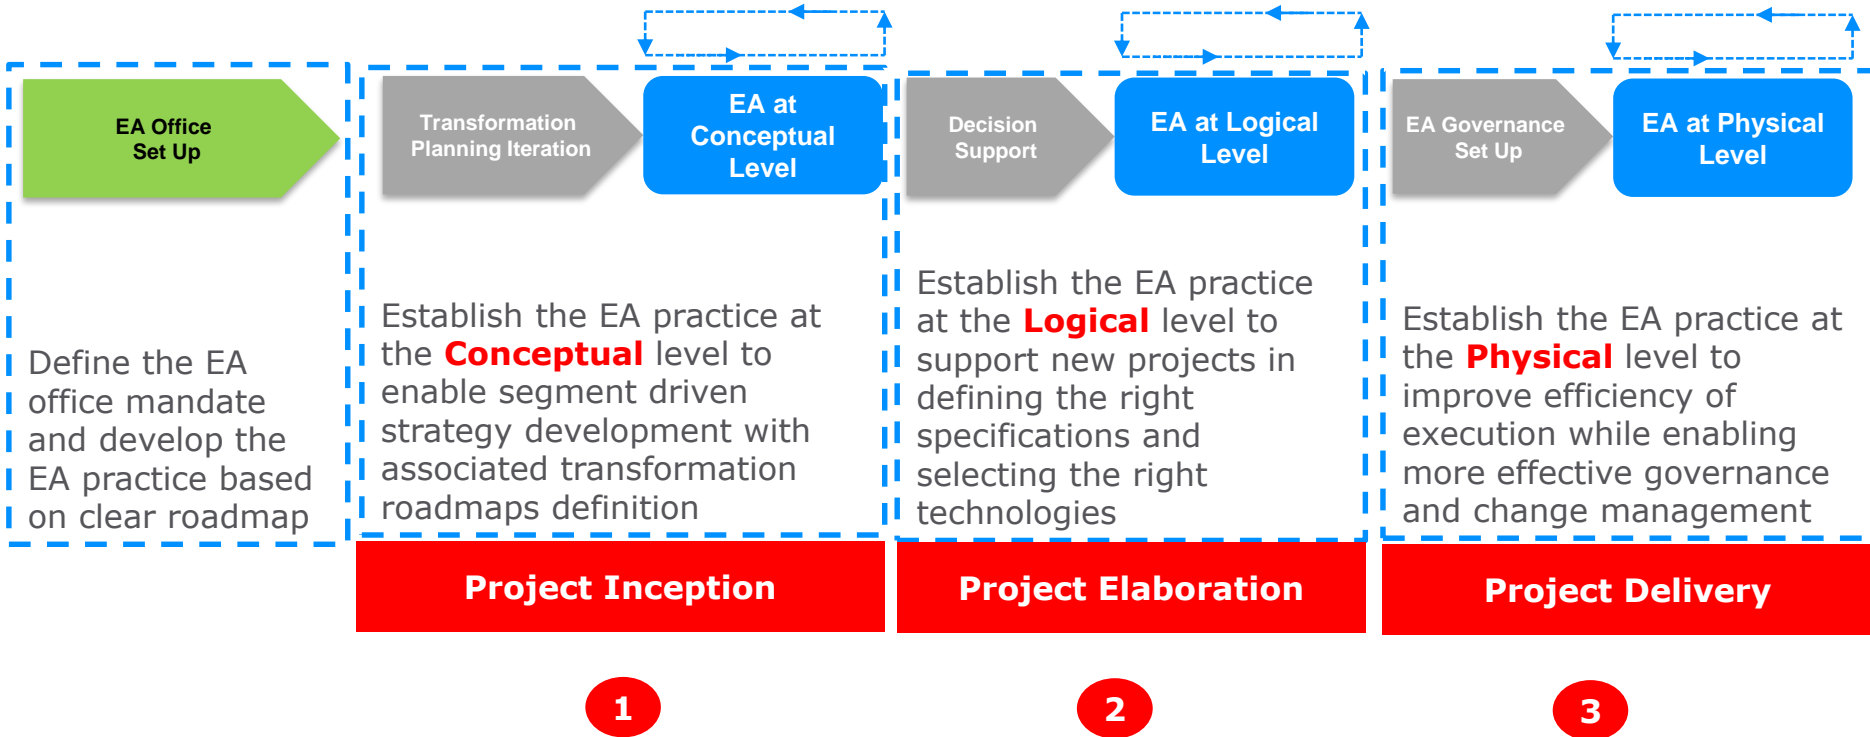 EA Office
Set Up
Define the EA
office mandate
and develop the
EA practice based
on clear roadmap
Transformation
Planning Iteration
EA at
Conceptual
Level
Establish the EA practice at
the Conceptual level to
enable segment driven
strategy development with
associated transformation
roadmaps definition
Project Inception
1
Decision
Support
EA at Logical
Level
Establish the EA practice
at the Logical level to
support new projects in
defining the right
specifications and
selecting the right
technologies
Project Elaboration
2
EA Governance
Set Up
EA at Physical
Level
Establish the EA practice at
the Physical level to
improve efficiency of
execution while enabling
more effective governance
and change management
Project Delivery
3